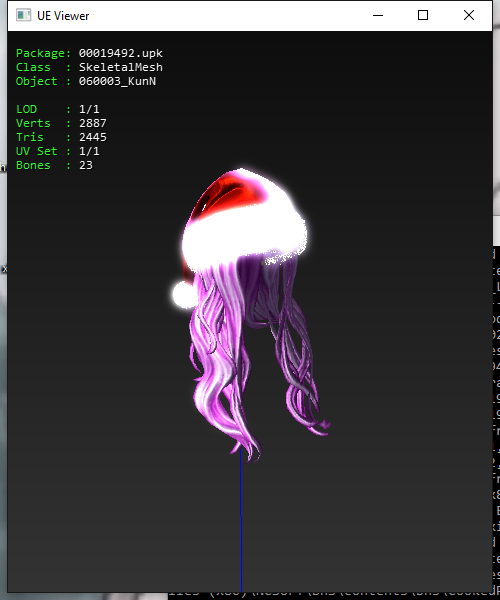 UE Viewer
Package: 00019492.upk
Class  : SkeletalMesh
Object : 060003_KunN
LOD    : 1/1
Verts  : 2887
Tris   : 2445
UV Set : 1/1
Bones  : 23